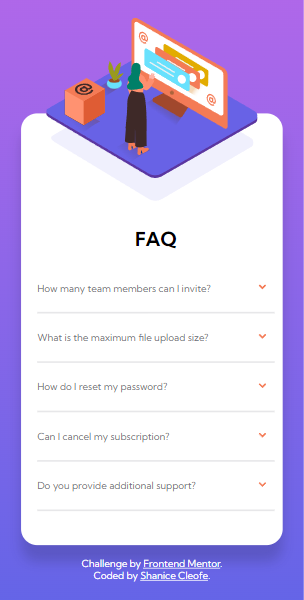 FAQ
How many team members can I invite?
What is the maximum file upload size?
How do I reset my password?
Can I cancel my subscription?
Do you provide additional support?
Challenge by Frontend Mentor.
Coded by Shanice Cleofe.